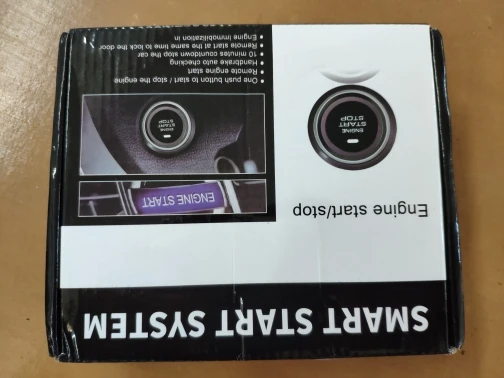 SMART START SYSTEM
Engine start/stop
ENGINE
START
STOP
ENGINE START
ENGINE
START
STOP
• One push button to start / stop the engine
• Remote engine start
• Handbrake auto checking
• 10 minutes countdown stop the car
• Remote start at the same time to lock the door
• Engine immobilization in